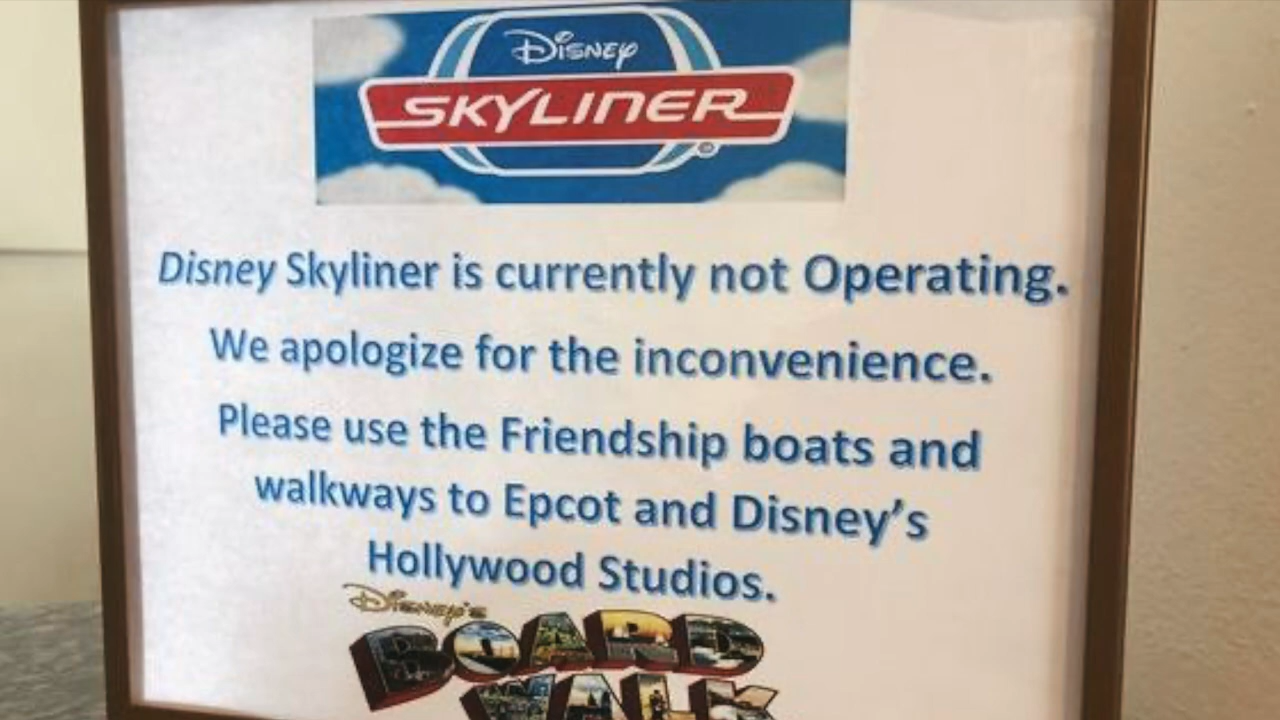 Disney
SKYLINER
Disney Skyliner is currently not Operating.
We apologize for the inconvenience.
Please use the Friendship boats and
walkways to Epcot and Disney's
Hollywood Studios.
Disney's
BOARD
WALK